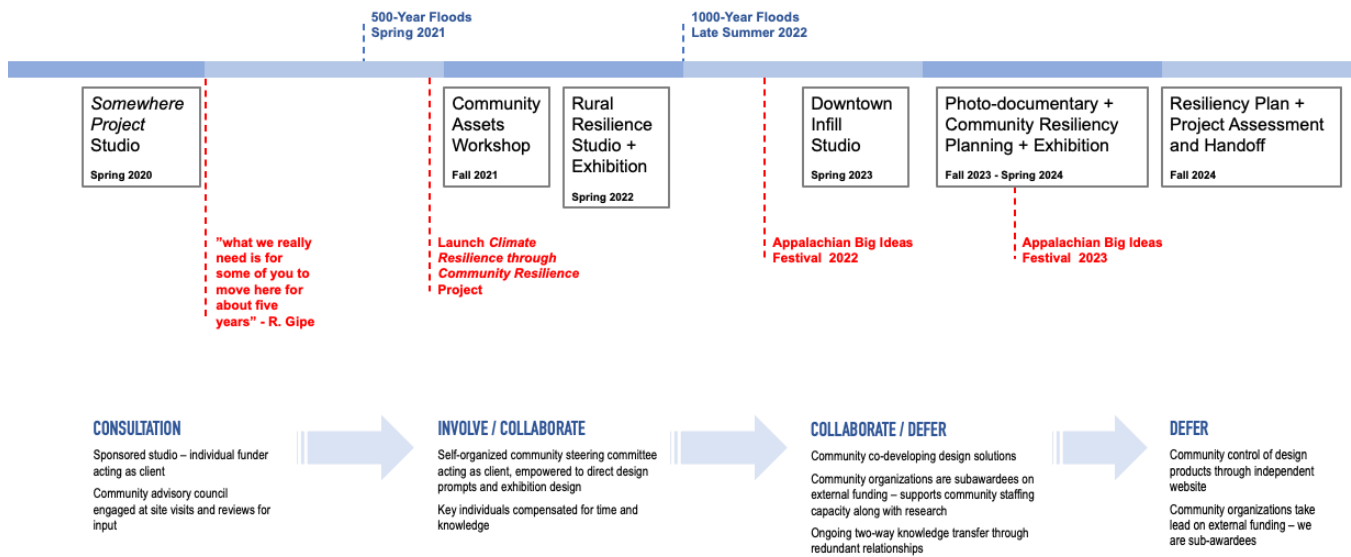 500-Year Floods
Spring 2021
1000-Year Floods
Late Summer 2022
Somewhere
Project
Studio
Spring 2020
Community
Assets
Workshop
Fall 2021
Rural
Resilience
Studio +
Exhibition
Spring 2022
Downtown
Infill
Studio
Spring 2023
Photo-documentary +
Community Resiliency
Planning + Exhibition
Fall 2023 - Spring 2024
Resiliency Plan +
Project Assessment
and Handoff
Fall 2024
”what we really
need is for
some of you to
move here for
about five
years” - R. Gipe
Launch Climate
Resilience through
Community Resilience
Project
Appalachian Big Ideas
Festival 2022
Appalachian Big Ideas
Festival 2023
CONSULTATION
Sponsored studio – individual funder
acting as client
Community advisory council
engaged at site visits and reviews for
input
INVOLVE / COLLABORATE
Self-organized community steering committee
acting as client, empowered to direct design
prompts and exhibition design
Key individuals compensated for time and
knowledge
COLLABORATE / DEFER
Community co-developing design solutions
Community organizations are subawardees on
external funding – supports community staffing
capacity along with research
Ongoing two-way knowledge transfer through
redundant relationships
DEFER
Community control of design
products through independent
website
Community organizations take
lead on external funding – we
are sub-awardees